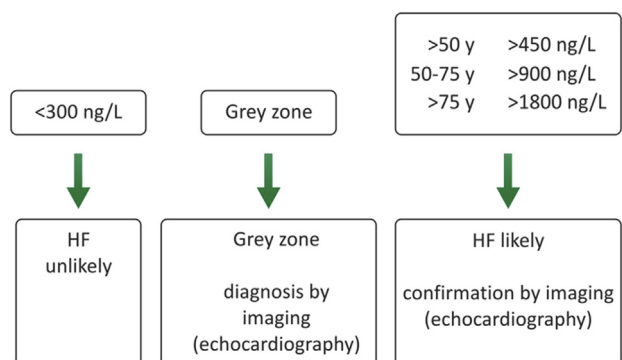 >50 y >450 ng/L
50-75 y >900 ng/L
>75 y >1800 ng/L
<300 ng/L
Grey zone
HF
unlikely
Grey zone
diagnosis by
imaging
(echocardiography)
HF likely
confirmation by imaging
(echocardiography)